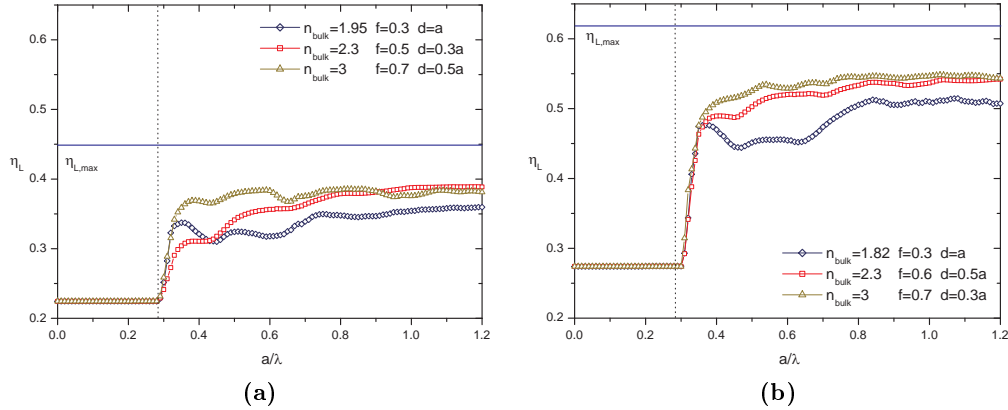 n_bulk=1.95 f=0.3 d=a
n_bulk=2.3 f=0.5 d=0.3a
n_bulk=3 f=0.7 d=0.5a
η_L,max
η_L
0.6
0.5
0.4
0.3
0.2
0.0 0.2 0.4 0.6 0.8 1.0 1.2
a/λ
(a)
η_L,max
n_bulk=1.82 f=0.3 d=a
n_bulk=2.3 f=0.6 d=0.5a
n_bulk=3 f=0.7 d=0.3a
η_L
0.6
0.5
0.4
0.3
0.2
0.0 0.2 0.4 0.6 0.8 1.0 1.2
a/λ
(b)